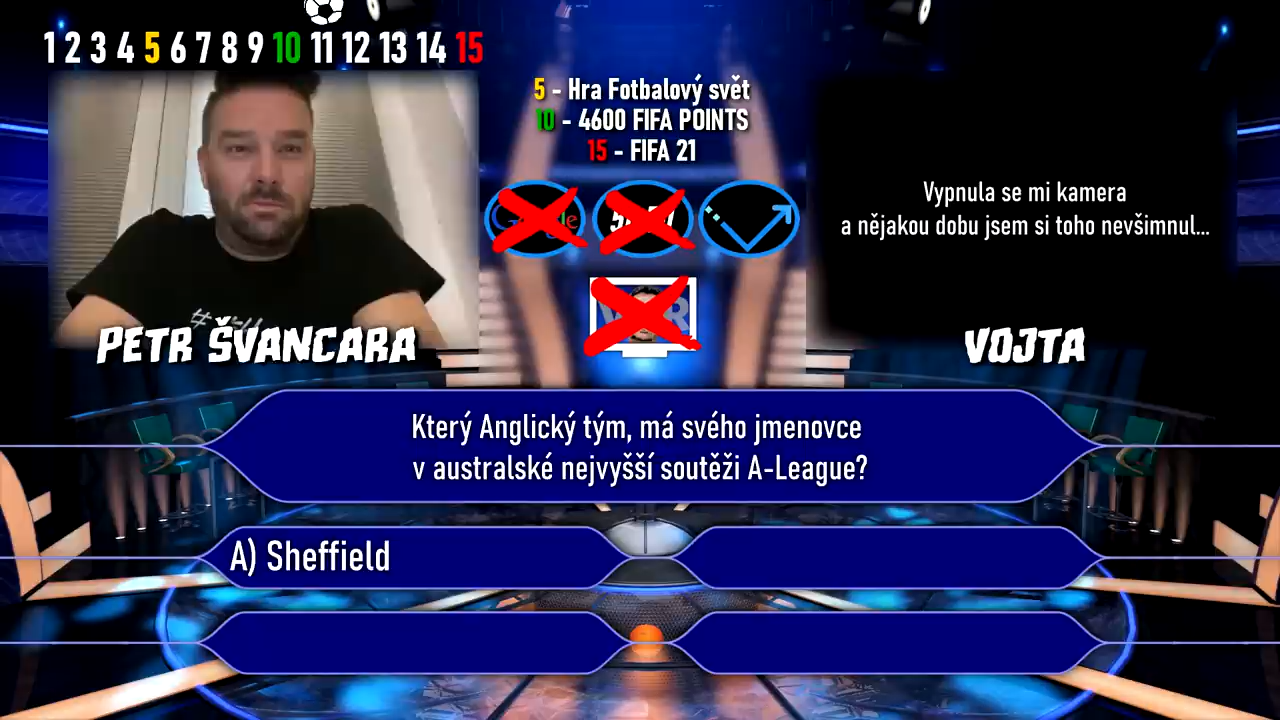 1 2 3 4 5 6 7 8 9 10 11 12 13 14 15
5 - Hra Fotbalový svět
10 - 4600 FIFA POINTS
15 - FIFA 21
Google
Vypnula se mi kamera
a nějakou dobu jsem si toho nevšimnul...
PETR ŠVANCARA
VOJTA
Který Anglický tým, má svého jmenovce
v australské nejvyšší soutěži A-League?
A) Sheffield